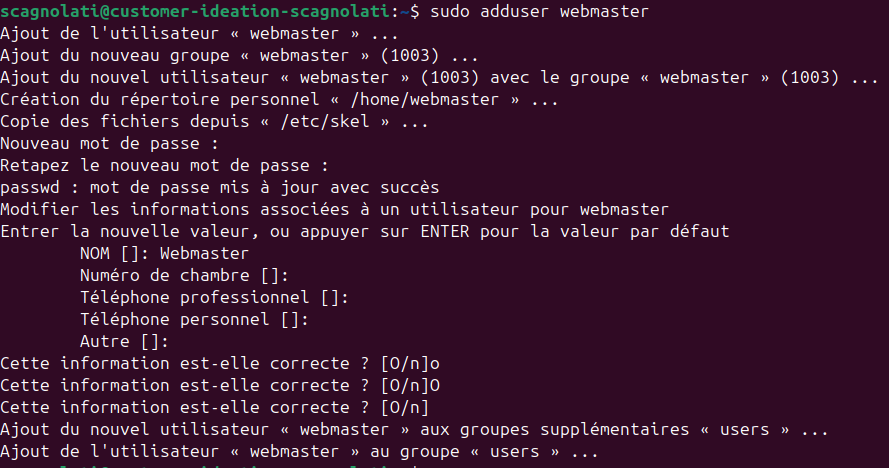 scagnolati@customer-ideation-scagnolati:~$ sudo adduser webmaster
Ajout de l'utilisateur « webmaster » ...
Ajout du nouveau groupe « webmaster » (1003) ...
Ajout du nouvel utilisateur « webmaster » (1003) avec le groupe « webmaster » (1003) ...
Création du répertoire personnel « /home/webmaster » ...
Copie des fichiers depuis « /etc/skel » ...
Nouveau mot de passe :
Retapez le nouveau mot de passe :
passwd : mot de passe mis à jour avec succès
Modifier les informations associées à un utilisateur pour webmaster
Entrer la nouvelle valeur, ou appuyer sur ENTER pour la valeur par défaut
NOM []: Webmaster
Numéro de chambre []:
Téléphone professionnel []:
Téléphone personnel []:
Autre []:
Cette information est-elle correcte ? [O/n]o
Cette information est-elle correcte ? [O/n]O
Cette information est-elle correcte ? [O/n]
Ajout du nouvel utilisateur « webmaster » aux groupes supplémentaires « users » ...
Ajout de l'utilisateur « webmaster » au groupe « users » ...